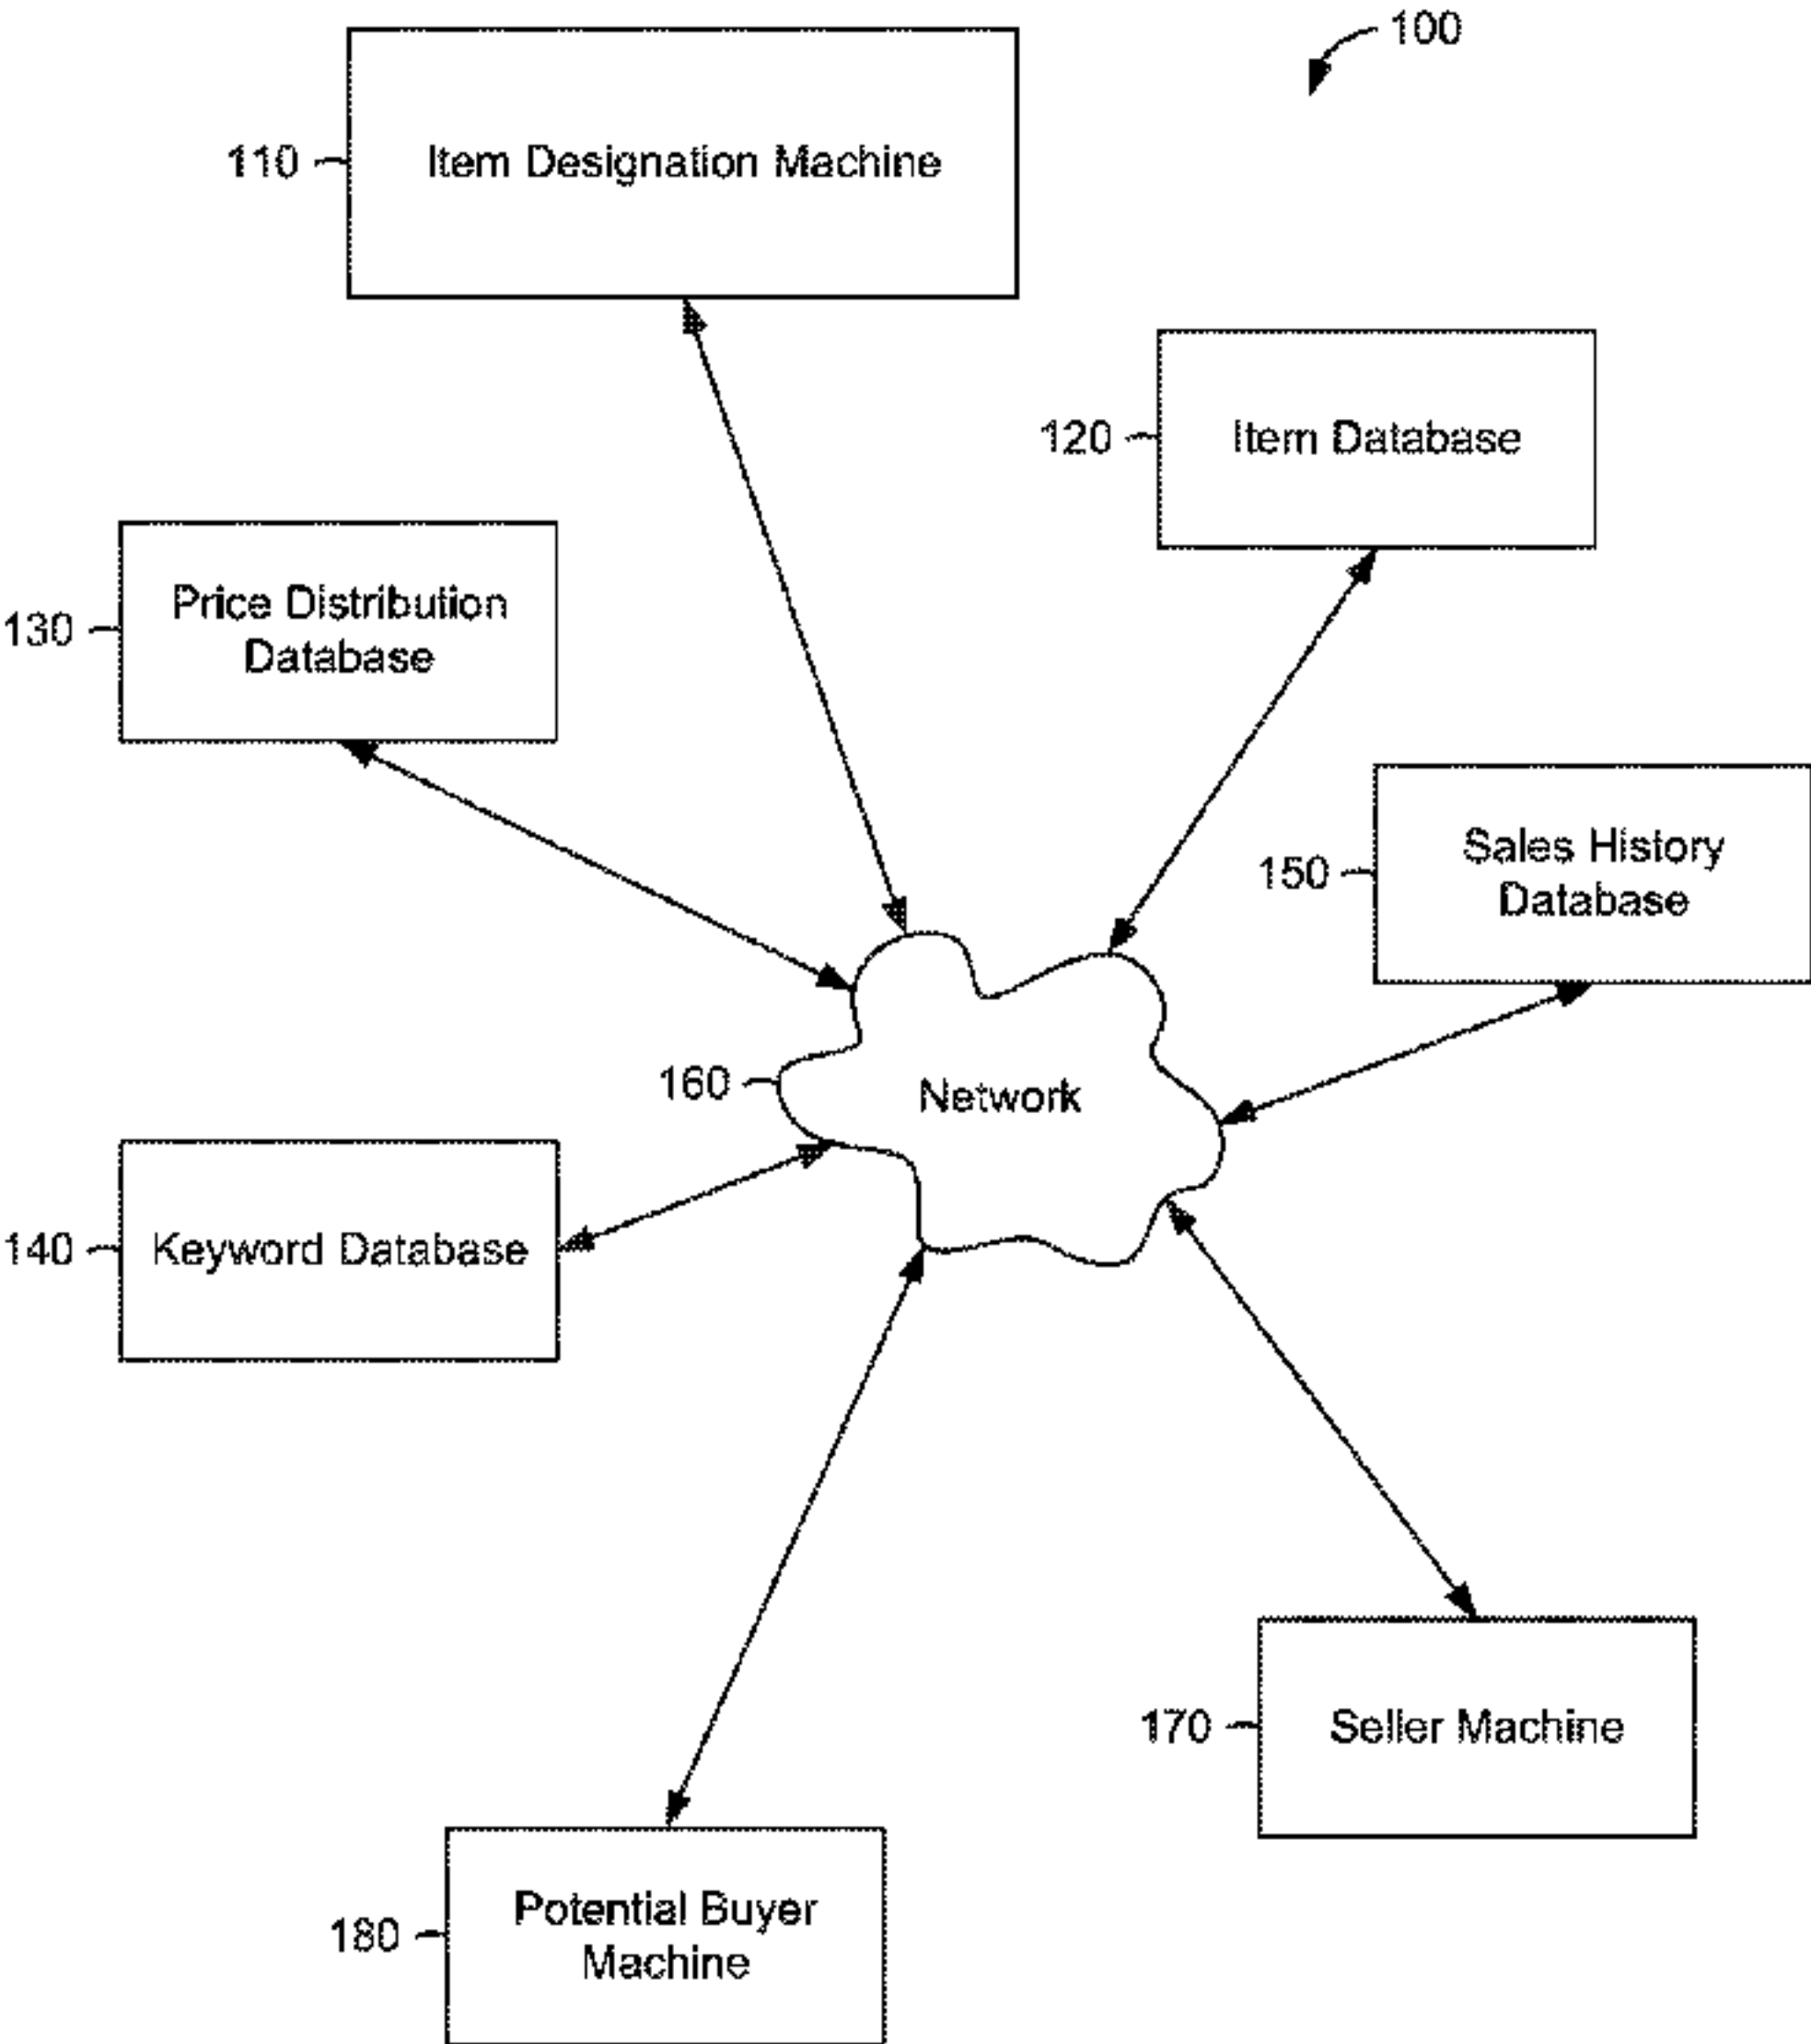 100
110
Item Designation Machine
120
Item Database
130
Price Distribution
Database
150
Sales History
Database
160
Network
140
Keyword Database
170
Seller Machine
180
Potential Buyer
Machine